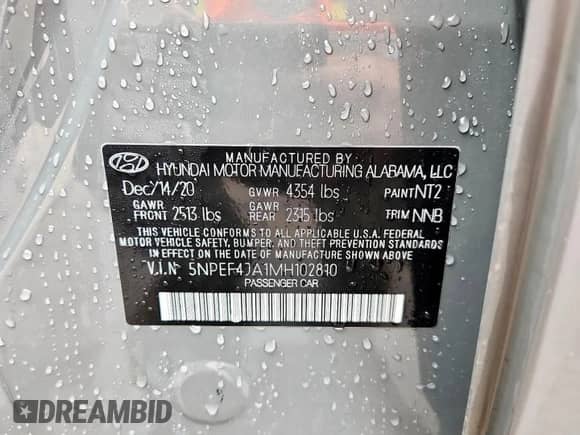 MANUFACTURED BY
HYUNDAI MOTOR MANUFACTURING ALABAMA, LLC
Dec/14/20 GVWR 4354 lbs PAINT NT2
GAWR GAWR
FRONT 2513 lbs REAR 2315 lbs TRIM NNB
THIS VEHICLE CONFORMS TO ALL APPLICABLE U.S. FEDERAL
MOTOR VEHICLE SAFETY, BUMPER, AND THEFT PREVENTION STANDARDS
IN EFFECT ON THE DATE OF MANUFACTURE SHOWN ABOVE.
V.I.N 5NPEF4JA1MH102810
PASSENGER CAR
DREAMBID